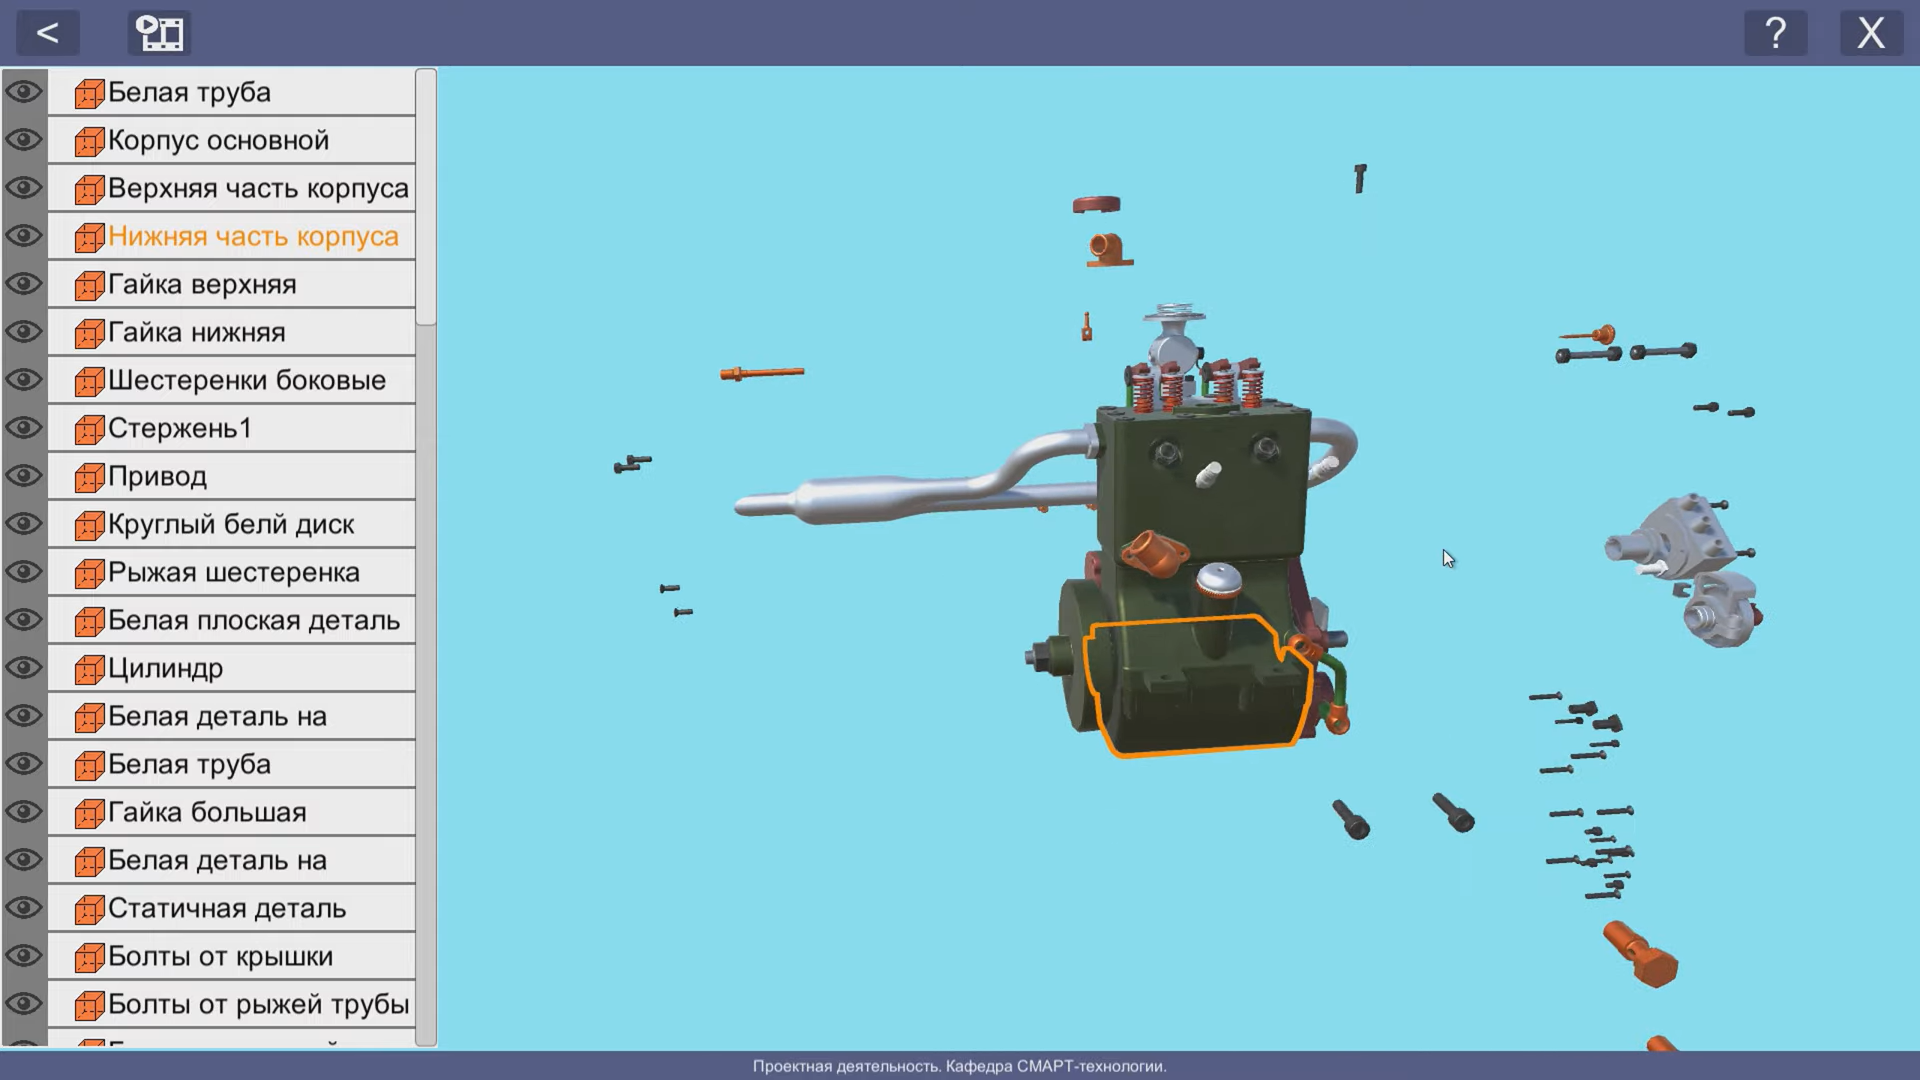 <
?
X
Белая труба
Корпус основной
Верхняя часть корпуса
Нижняя часть корпуса
Гайка верхняя
Гайка нижняя
Шестеренки боковые
Стержень1
Привод
Круглый белй диск
Рыжая шестеренка
Белая плоская деталь
Цилиндр
Белая деталь на
Белая труба
Гайка большая
Белая деталь на
Статичная деталь
Болты от крышки
Болты от рыжей трубы
Проектная деятельность. Кафедра СМАРТ-технологии.